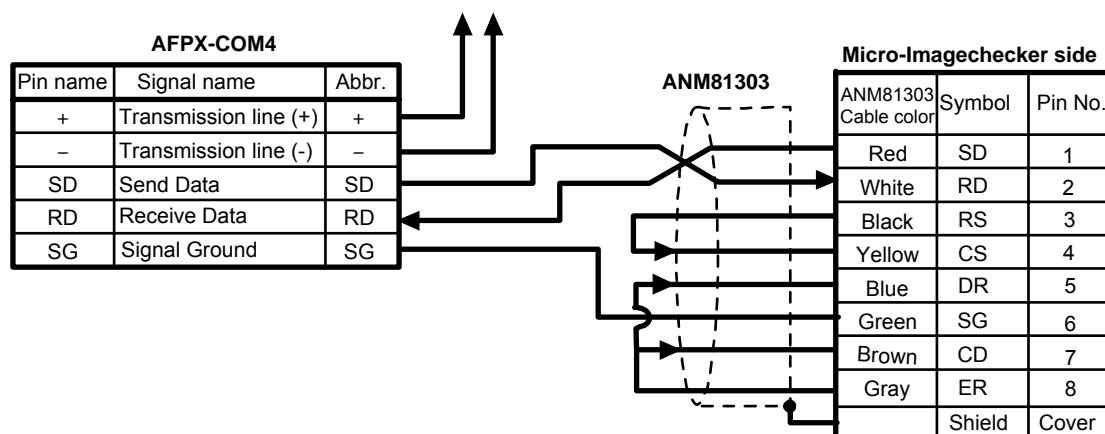 AFPX-COM4
Pin name Signal name Abbr.
+ Transmission line (+) +
– Transmission line (-) –
SD Send Data SD
RD Receive Data RD
SG Signal Ground SG
ANM81303
Micro-Imagechecker side
ANM81303 Cable color Symbol Pin No.
Red SD 1
White RD 2
Black RS 3
Yellow CS 4
Blue DR 5
Green SG 6
Brown CD 7
Gray ER 8
Shield Cover